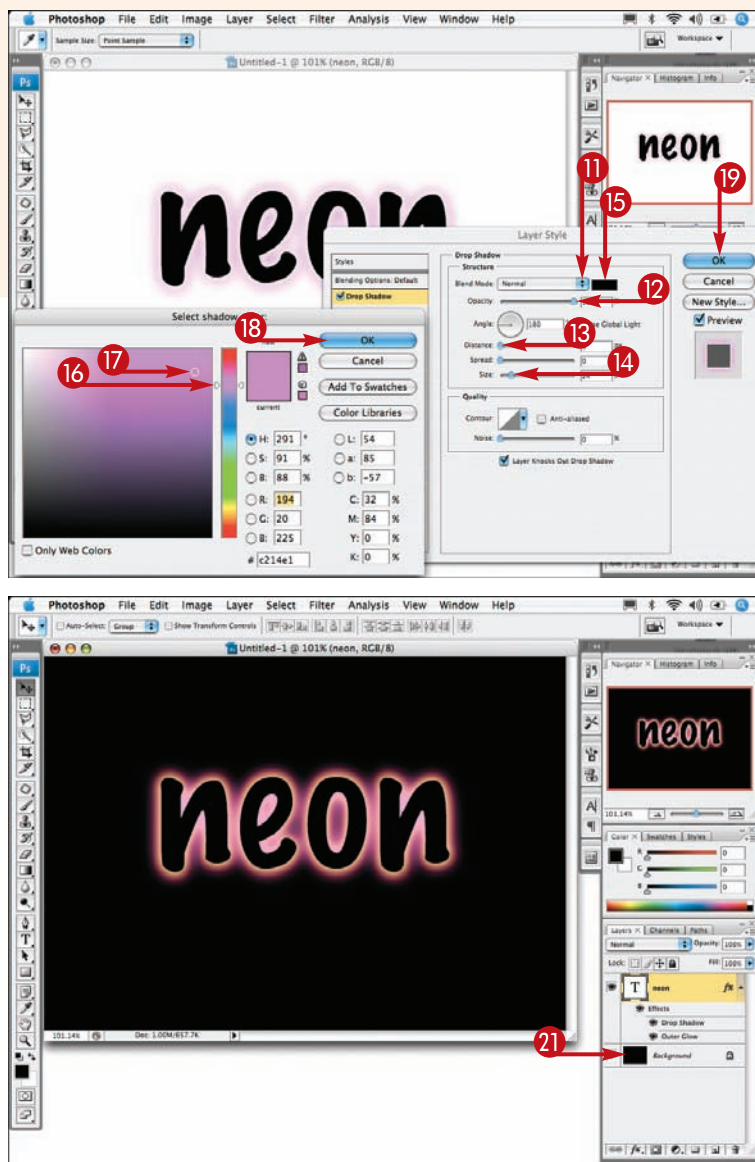 Photoshop File Edit Image Layer Select Filter Analysis View Window Help
Sample Size: Point Sample
Workspace
Untitled-1 @ 101% (neon, RGB/8)
Ps
Navigator × Histogram Info
neon
neon
11
15
19
Layer Style
Styles
Blending Options: Default
Drop Shadow
Drop Shadow
Structure
Blend Mode: Normal
Opacity:
12
Angle: 180 ° Use Global Light
Distance:
13
Spread: 0
Size:
14
Quality
Contour: Anti-aliased
Noise: 0 %
Layer Knocks Out Drop Shadow
OK
Cancel
New Style...
Preview
Select shadow
18
OK
17
16
Cancel
Add To Swatches
Color Libraries
current
H: 291 ° L: 54
S: 91 % a: 85
B: 88 % b: -57
R: 194 C: 32 %
G: 20 M: 84 %
B: 225 Y: 0 %
# c214e1 K: 0 %
Only Web Colors
Photoshop File Edit Image Layer Select Filter Analysis View Window Help
Auto-Select: Group Show Transform Controls
Workspace
Untitled-1 @ 101% (neon, RGB/8)
Ps
Navigator × Histogram Info
neon
neon
101.14%
Color × Swatches Styles
R 0
G 0
B 0
Layers × Channels Paths
Normal Opacity: 100%
Lock: Fill: 100%
T neon fx
Effects
Drop Shadow
Outer Glow
21
Background
101.14% Doc: 1.00M/657.7K